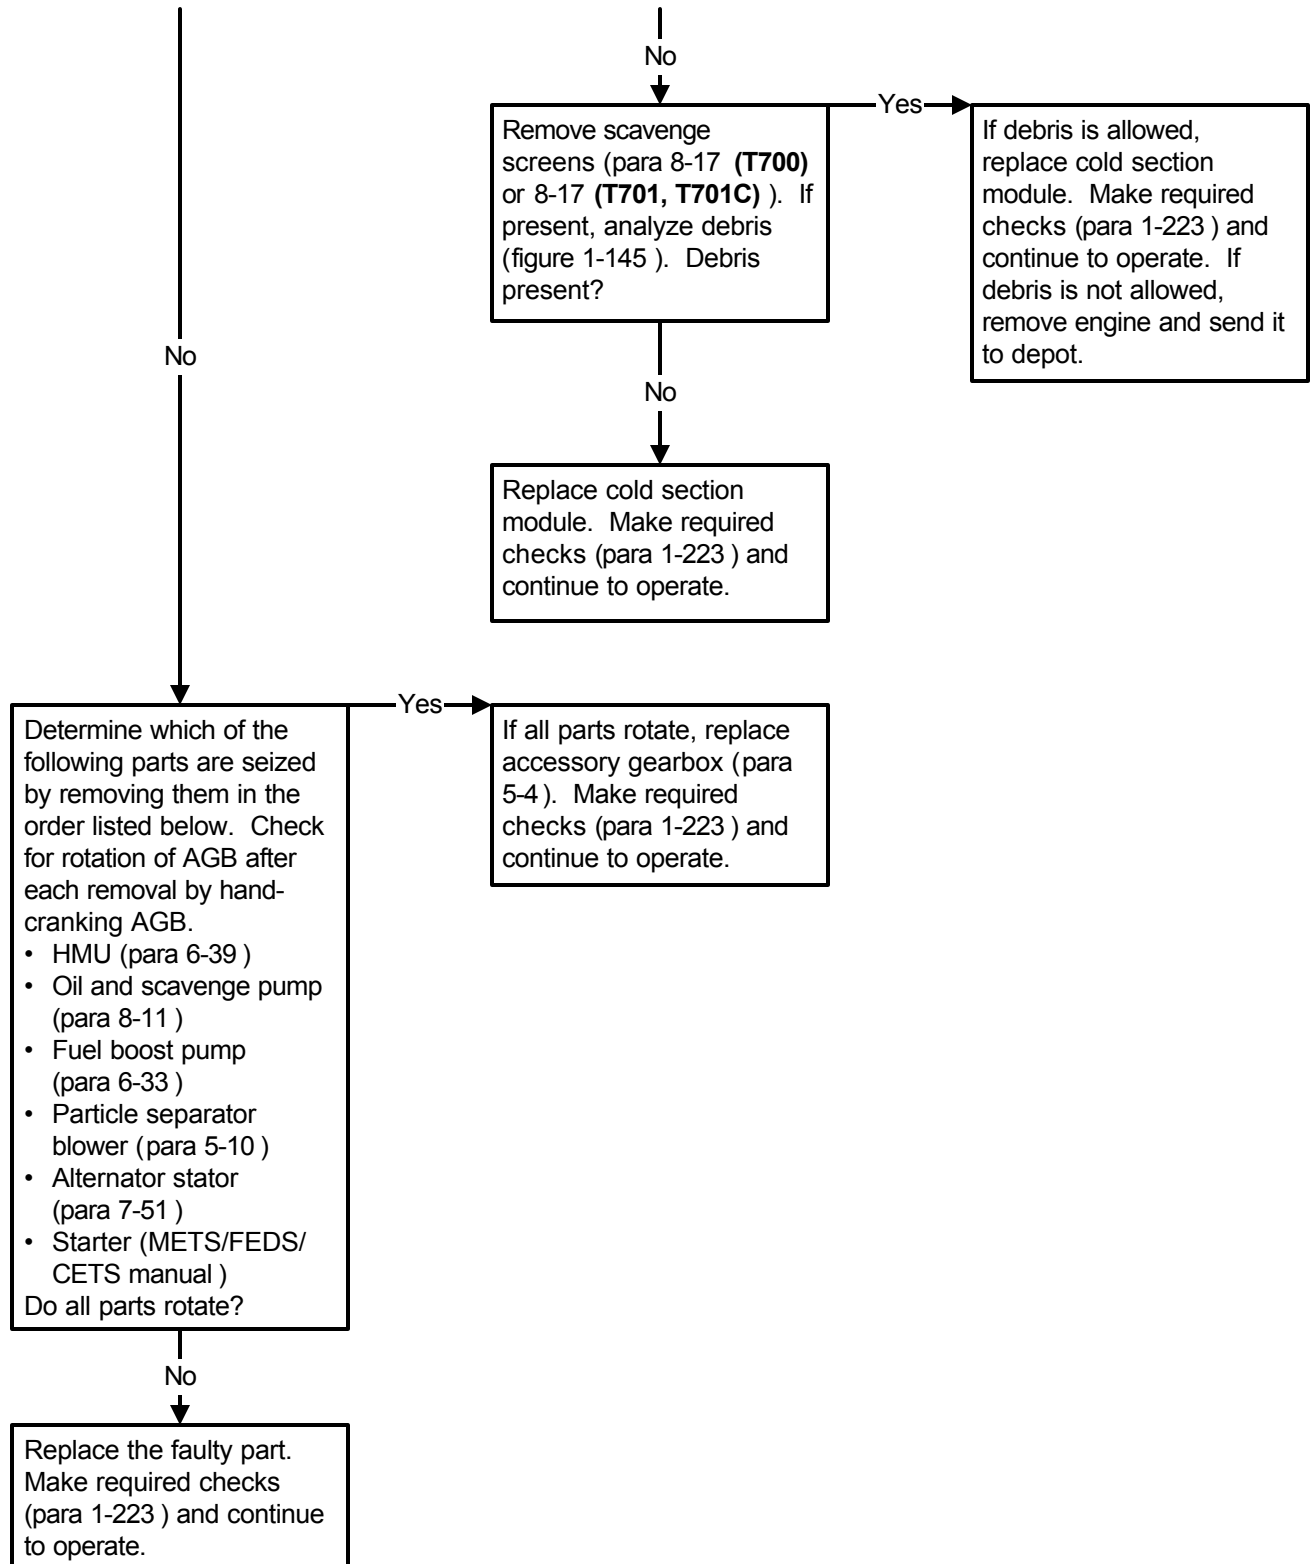 No
Remove scavenge
screens (para 8-17 (T700)
or 8-17 (T701, T701C) ). If
present, analyze debris
(figure 1-145 ). Debris
present?
Yes
If debris is allowed,
replace cold section
module. Make required
checks (para 1-223 ) and
continue to operate. If
debris is not allowed,
remove engine and send it
to depot.
No
Replace cold section
module. Make required
checks (para 1-223 ) and
continue to operate.
No
Determine which of the
following parts are seized
by removing them in the
order listed below. Check
for rotation of AGB after
each removal by hand-
cranking AGB.
• HMU (para 6-39 )
• Oil and scavenge pump
(para 8-11 )
• Fuel boost pump
(para 6-33 )
• Particle separator
blower (para 5-10 )
• Alternator stator
(para 7-51 )
• Starter (METS/FEDS/
CETS manual )
Do all parts rotate?
Yes
If all parts rotate, replace
accessory gearbox (para
5-4 ). Make required
checks (para 1-223 ) and
continue to operate.
No
Replace the faulty part.
Make required checks
(para 1-223 ) and continue
to operate.